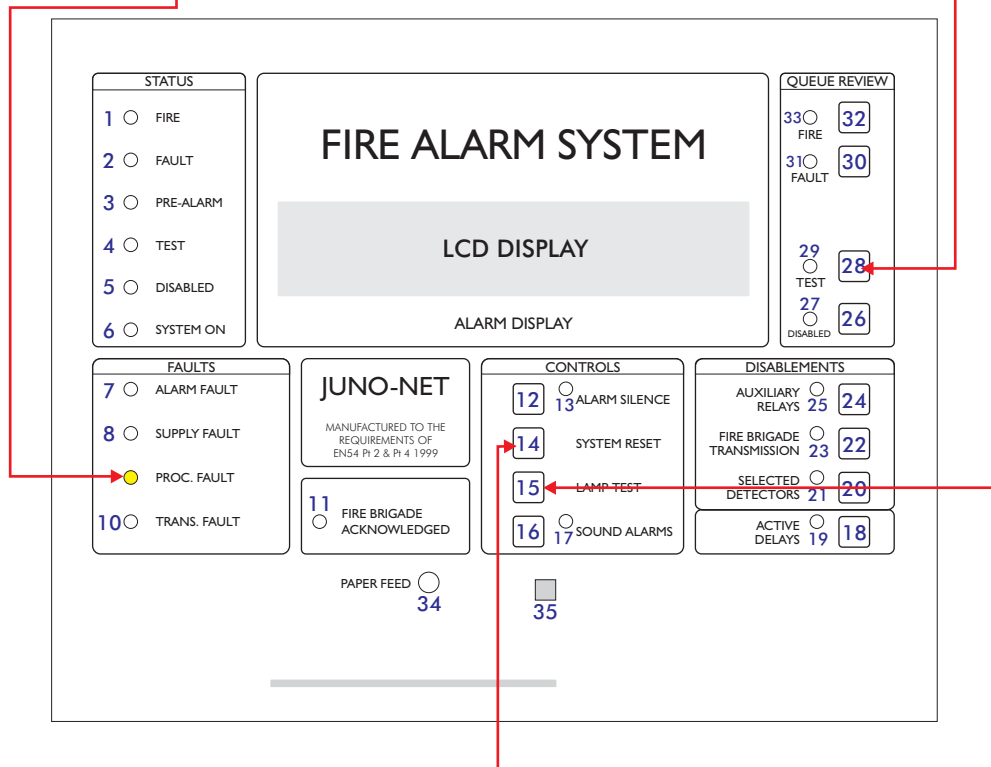 STATUS
1 FIRE
2 FAULT
3 PRE-ALARM
4 TEST
5 DISABLED
6 SYSTEM ON
FIRE ALARM SYSTEM
LCD DISPLAY
ALARM DISPLAY
QUEUE REVIEW
33 32
FIRE
31 30
FAULT
29
28
TEST
27
26
DISABLED
FAULTS
7 ALARM FAULT
8 SUPPLY FAULT
PROC. FAULT
10 TRANS. FAULT
JUNO-NET
MANUFACTURED TO THE
REQUIREMENTS OF
EN54 Pt 2 & Pt 4 1999
11
FIRE BRIGADE
ACKNOWLEDGED
CONTROLS
12 13 ALARM SILENCE
14 SYSTEM RESET
15 LAMP TEST
16 17 SOUND ALARMS
DISABLEMENTS
AUXILIARY
RELAYS 25 24
FIRE BRIGADE
TRANSMISSION 23 22
SELECTED
DETECTORS 21 20
ACTIVE
DELAYS 19 18
PAPER FEED
34
35